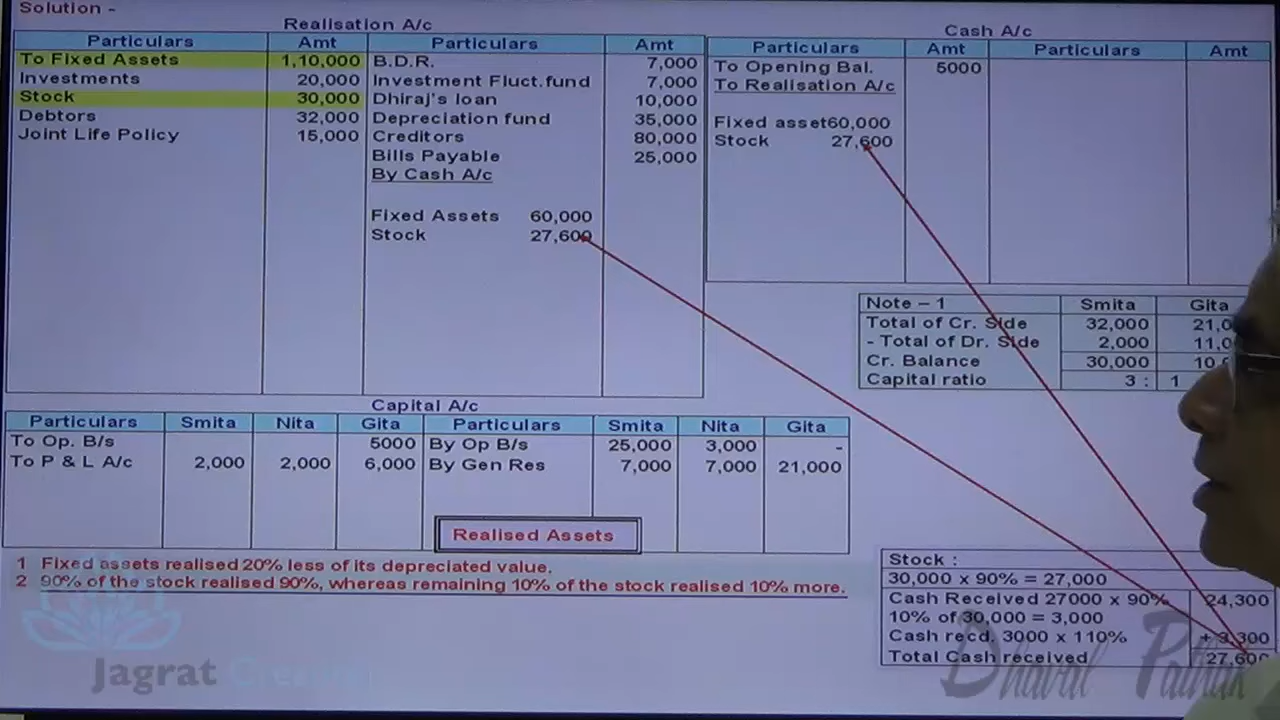 Solution -
Realisation A/c
Particulars Amt Particulars Amt
To Fixed Assets 1,10,000 B.D.R. 7,000
Investments 20,000 Investment Fluct.fund 7,000
Stock 30,000 Dhiraj's loan 10,000
Debtors 32,000 Depreciation fund 35,000
Joint Life Policy 15,000 Creditors 80,000
Bills Payable 25,000
By Cash A/c
Fixed Assets 60,000
Stock 27,600
Cash A/c
Particulars Amt Particulars Amt
To Opening Bal. 5000
To Realisation A/c
Fixed asset60,000
Stock 27,600
Note – 1 Smita Gita
Total of Cr. Side 32,000
- Total of Dr. Side 2,000
Cr. Balance 30,000
Capital ratio 3 : 1
Capital A/c
Particulars Smita Nita Gita Particulars Smita Nita Gita
To Op. B/s 5000 By Op B/s 25,000 3,000 -
To P & L A/c 2,000 2,000 6,000 By Gen Res 7,000 7,000 21,000
Realised Assets
1 Fixed assets realised 20% less of its depreciated value.
2 90% of the stock realised 90%, whereas remaining 10% of the stock realised 10% more.
Stock :
30,000 x 90% = 27,000
Cash Received 27000 x 90% 24,300
10% of 30,000 = 3,000
Cash recd. 3000 x 110% + 3,300
Total Cash received 27,600
Jagrat
Dhaval Pathak